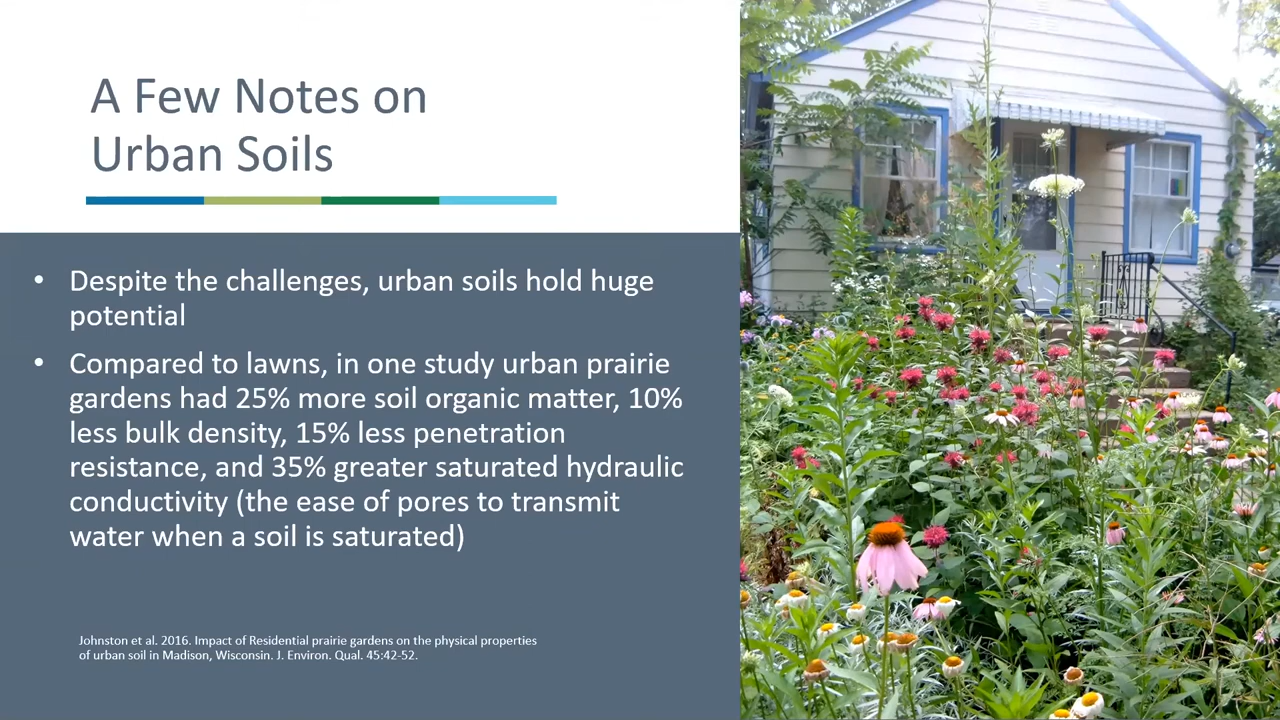 A Few Notes on
Urban Soils
• Despite the challenges, urban soils hold huge
potential
• Compared to lawns, in one study urban prairie
gardens had 25% more soil organic matter, 10%
less bulk density, 15% less penetration
resistance, and 35% greater saturated hydraulic
conductivity (the ease of pores to transmit
water when a soil is saturated)
Johnston et al. 2016. Impact of Residential prairie gardens on the physical properties
of urban soil in Madison, Wisconsin. J. Environ. Qual. 45:42-52.